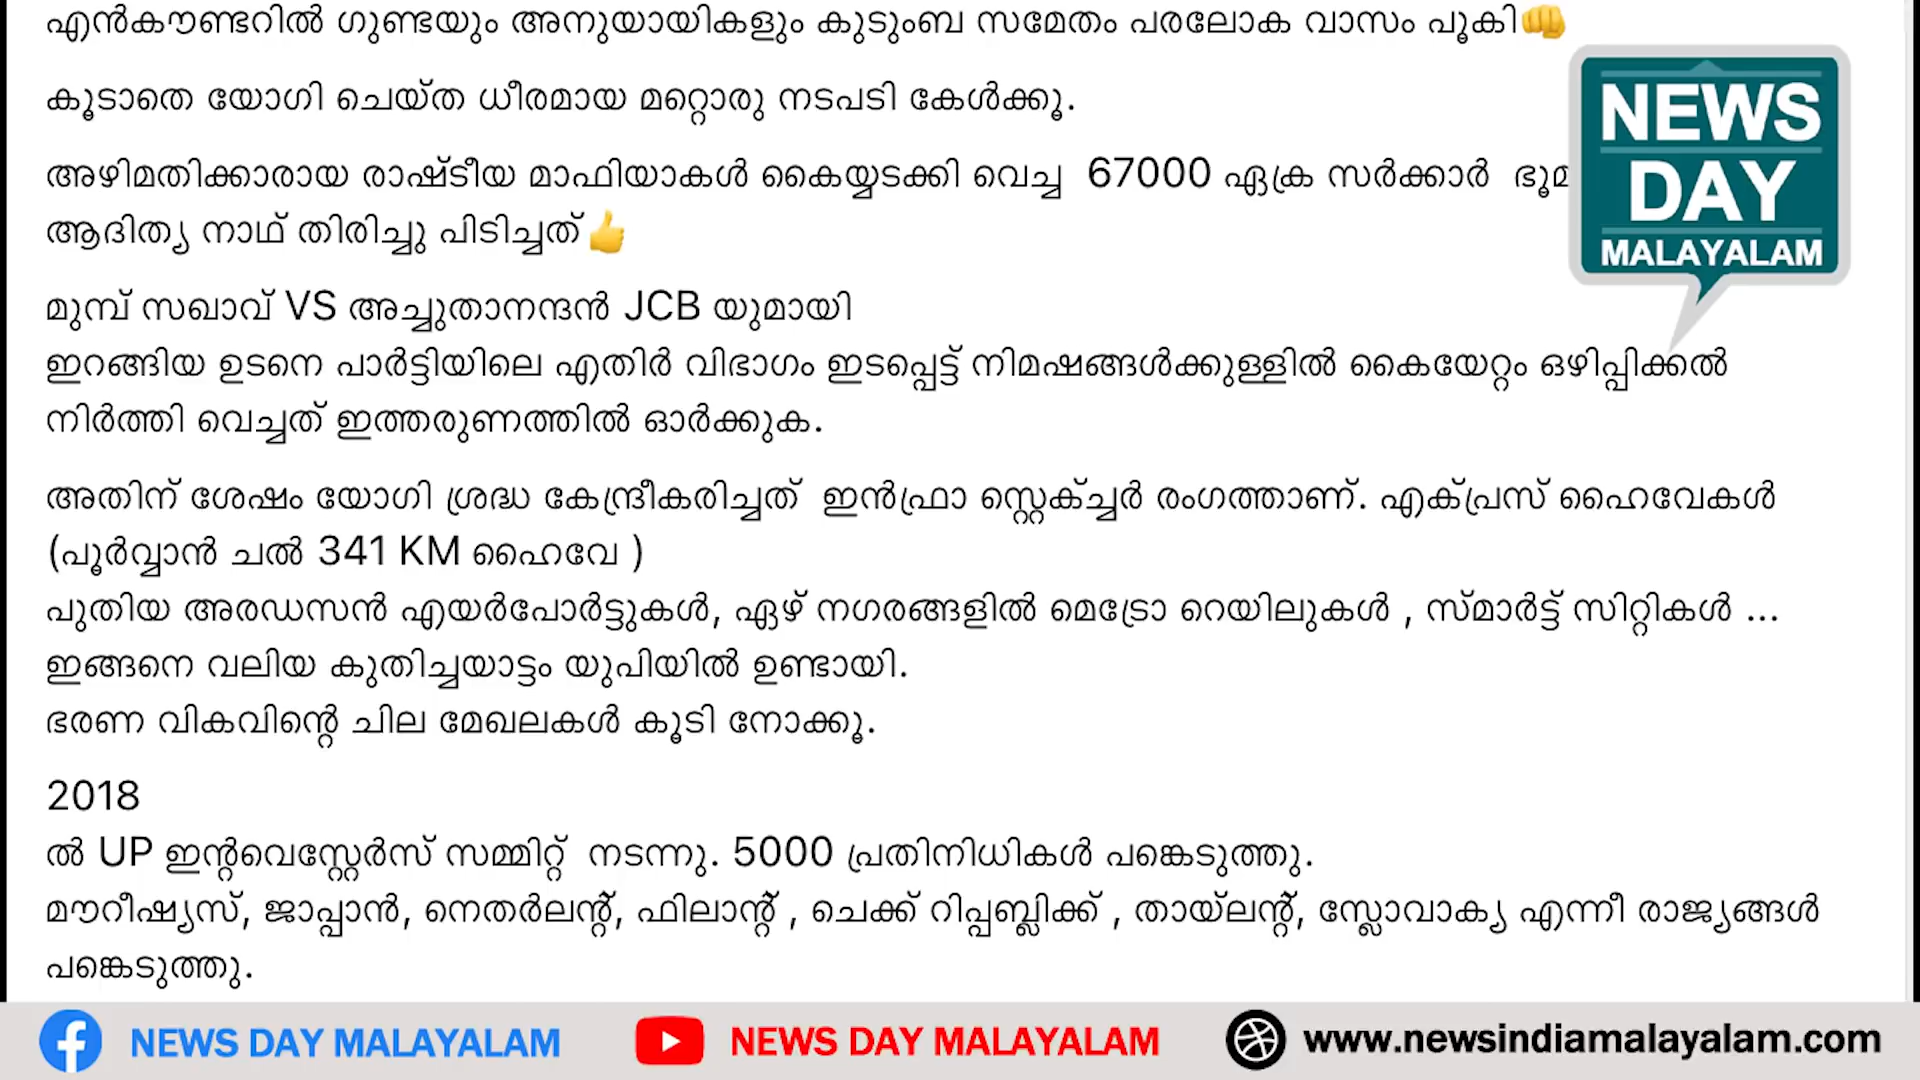 എൻകൗണ്ടറിൽ ഗുണ്ടയും അനുയായികളും കുടുംബ സമേതം പരലോക വാസം പൂകി👊
കൂടാതെ യോഗി ചെയ്ത ധീരമായ മറ്റൊരു നടപടി കേൾക്കൂ.
അഴിമതിക്കാരായ രാഷ്ടീയ മാഫിയാകൾ കൈയ്യടക്കി വെച്ച 67000 ഏക്ര സർക്കാർ
ആദിത്യ നാഥ് തിരിച്ചു പിടിച്ചത്👍
മുമ്പ് സഖാവ് VS അച്ചുതാനന്ദൻ JCB യുമായി
ഇറങ്ങിയ ഉടനെ പാർട്ടിയിലെ എതിർ വിഭാഗം ഇടപ്പെട്ട് നിമഷങ്ങൾക്കുള്ളിൽ കൈയേറ്റം ഒഴിപ്പിക്കൽ
നിർത്തി വെച്ചത് ഇത്തരുണത്തിൽ ഓർക്കുക.
അതിന് ശേഷം യോഗി ശ്രദ്ധ കേന്ദ്രീകരിച്ചത് ഇൻഫ്രാ സ്റ്റെക്ച്ചർ രംഗത്താണ്. എക്പ്രസ് ഹൈവേകൾ
(പൂർവ്വാൻ ചൽ 341 KM ഹൈവേ )
പുതിയ അരഡസൻ എയർപോർട്ടുകൾ, ഏഴ് നഗരങ്ങളിൽ മെട്രോ റെയിലുകൾ , സ്മാർട്ട് സിറ്റികൾ ...
ഇങ്ങനെ വലിയ കുതിച്ചയാട്ടം യുപിയിൽ ഉണ്ടായി.
ഭരണ വികവിന്റെ ചില മേഖലകൾ കൂടി നോക്കൂ.
2018
ൽ UP ഇന്റവെസ്റ്റേർസ് സമ്മിറ്റ് നടന്നു. 5000 പ്രതിനിധികൾ പങ്കെടുത്തു.
മൗറീഷ്യസ്, ജാപ്പാൻ, നെതർലന്റ്, ഫിലാന്റ് , ചെക്ക് റിപ്പബ്ലിക്ക് , തായ്ലന്റ്, സ്ലോവാക്യ എന്നീ രാജ്യങ്ങൾ
പങ്കെടുത്തു.
NEWS
DAY
MALAYALAM
NEWS DAY MALAYALAM
NEWS DAY MALAYALAM
www.newsindiamalayalam.com